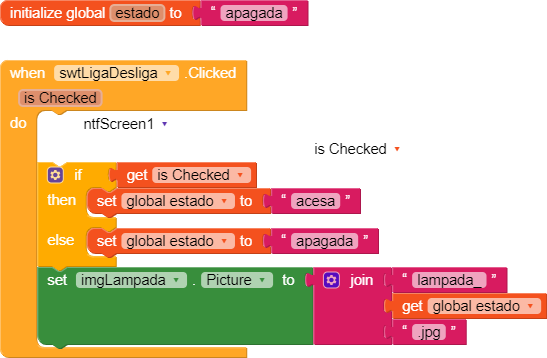 initialize global estado to " apagada "
when swtLigaDesliga .Clicked
is Checked
do ntfScreen1
is Checked
if get is Checked
then set global estado to " acesa "
else set global estado to " apagada "
set imgLampada . Picture to join " lampada_ "
get global estado
" .jpg "